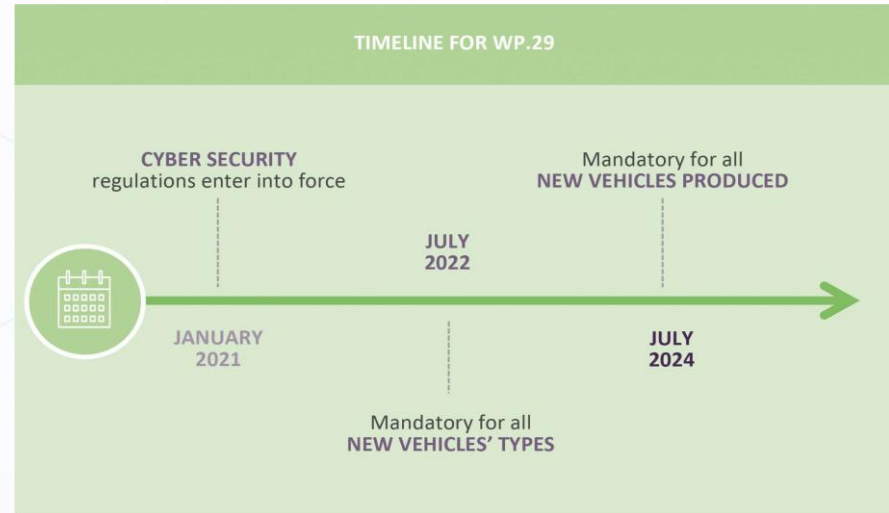 TIMELINE FOR WP.29
CYBER SECURITY
regulations enter into force
JANUARY
2021
JULY
2022
Mandatory for all
NEW VEHICLES' TYPES
Mandatory for all
NEW VEHICLES PRODUCED
JULY
2024